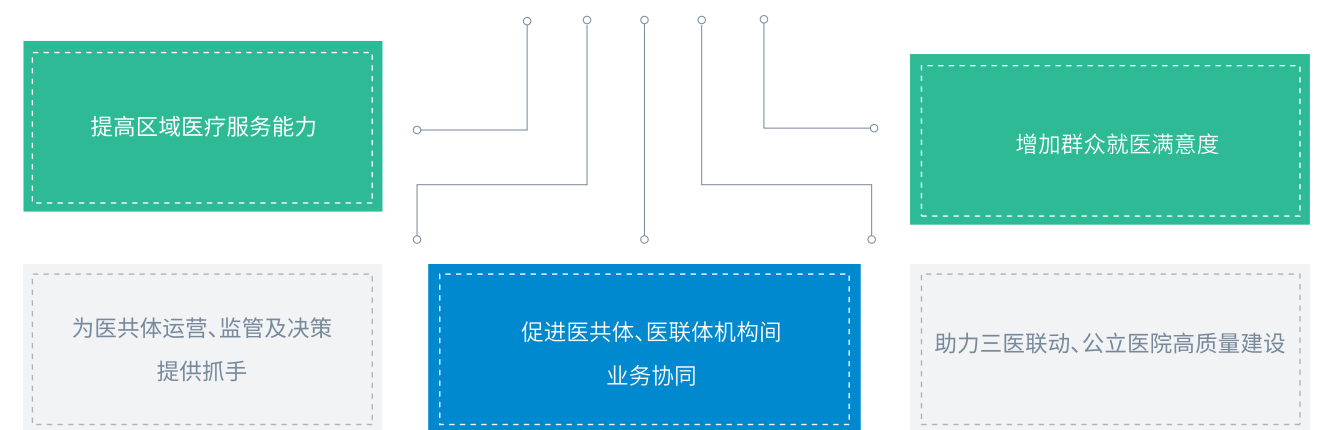 提高区域医疗服务能力
增加群众就医满意度
为医共体运营、监管及决策
提供抓手
促进医共体、医联体机构间
业务协同
助力三医联动、公立医院高质量建设